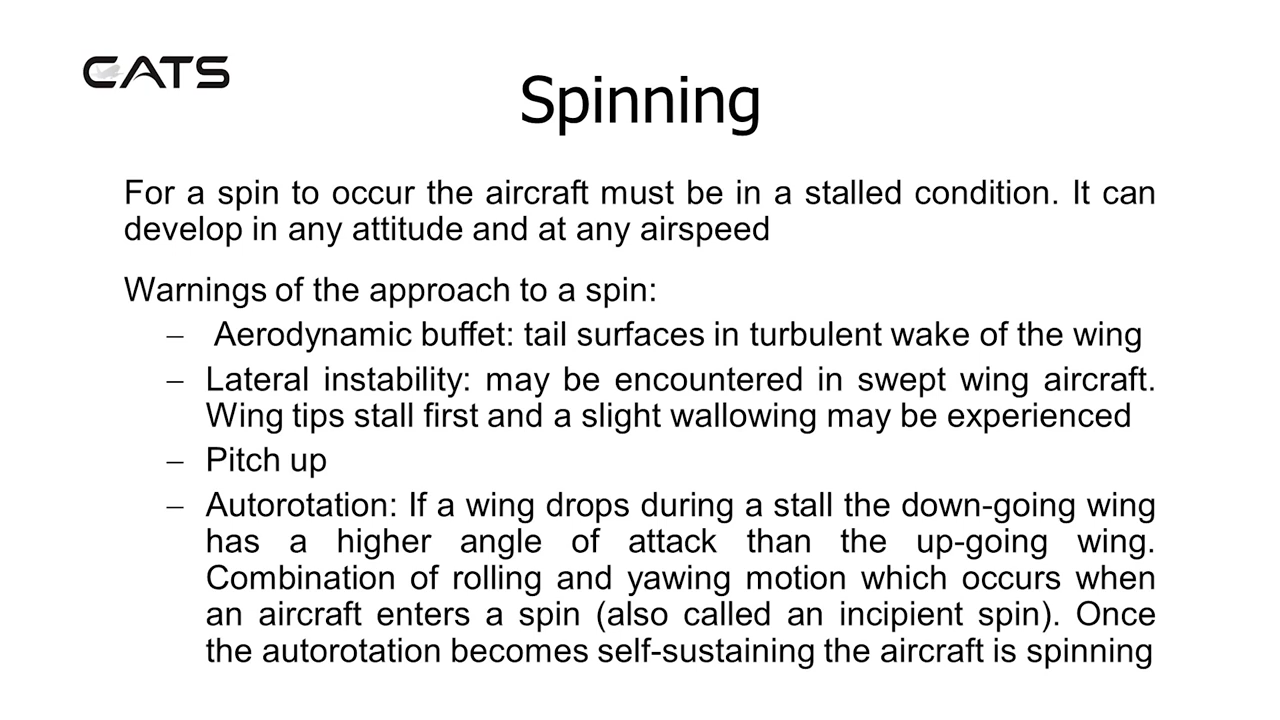 CATS
Spinning
For a spin to occur the aircraft must be in a stalled condition. It can
develop in any attitude and at any airspeed
Warnings of the approach to a spin:
– Aerodynamic buffet: tail surfaces in turbulent wake of the wing
– Lateral instability: may be encountered in swept wing aircraft.
Wing tips stall first and a slight wallowing may be experienced
– Pitch up
– Autorotation: If a wing drops during a stall the down-going wing
has a higher angle of attack than the up-going wing.
Combination of rolling and yawing motion which occurs when
an aircraft enters a spin (also called an incipient spin). Once
the autorotation becomes self-sustaining the aircraft is spinning